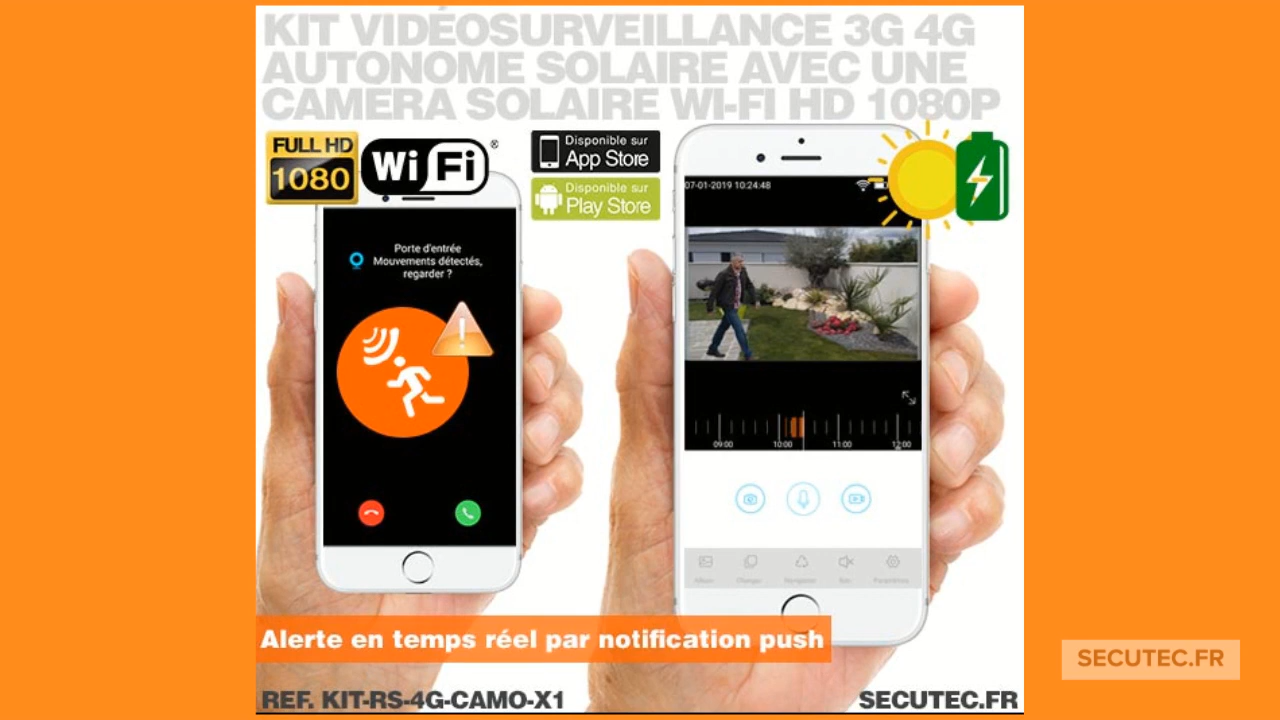 KIT VIDÉOSURVEILLANCE 3G 4G
AUTONOME SOLAIRE AVEC UNE
CAMERA SOLAIRE WI-FI HD 1080P
FULL HD
1080
Wi Fi ®
Disponible sur
App Store
Disponible sur
Play Store
07-01-2019 10:24:48
Porte d'entrée
Mouvements détectés,
regarder ?
09:00 10:00 11:00 12:00
Alerte en temps réel par notification push
SECUTEC.FR
REF. KIT-RS-4G-CAMO-X1
SECUTEC.FR